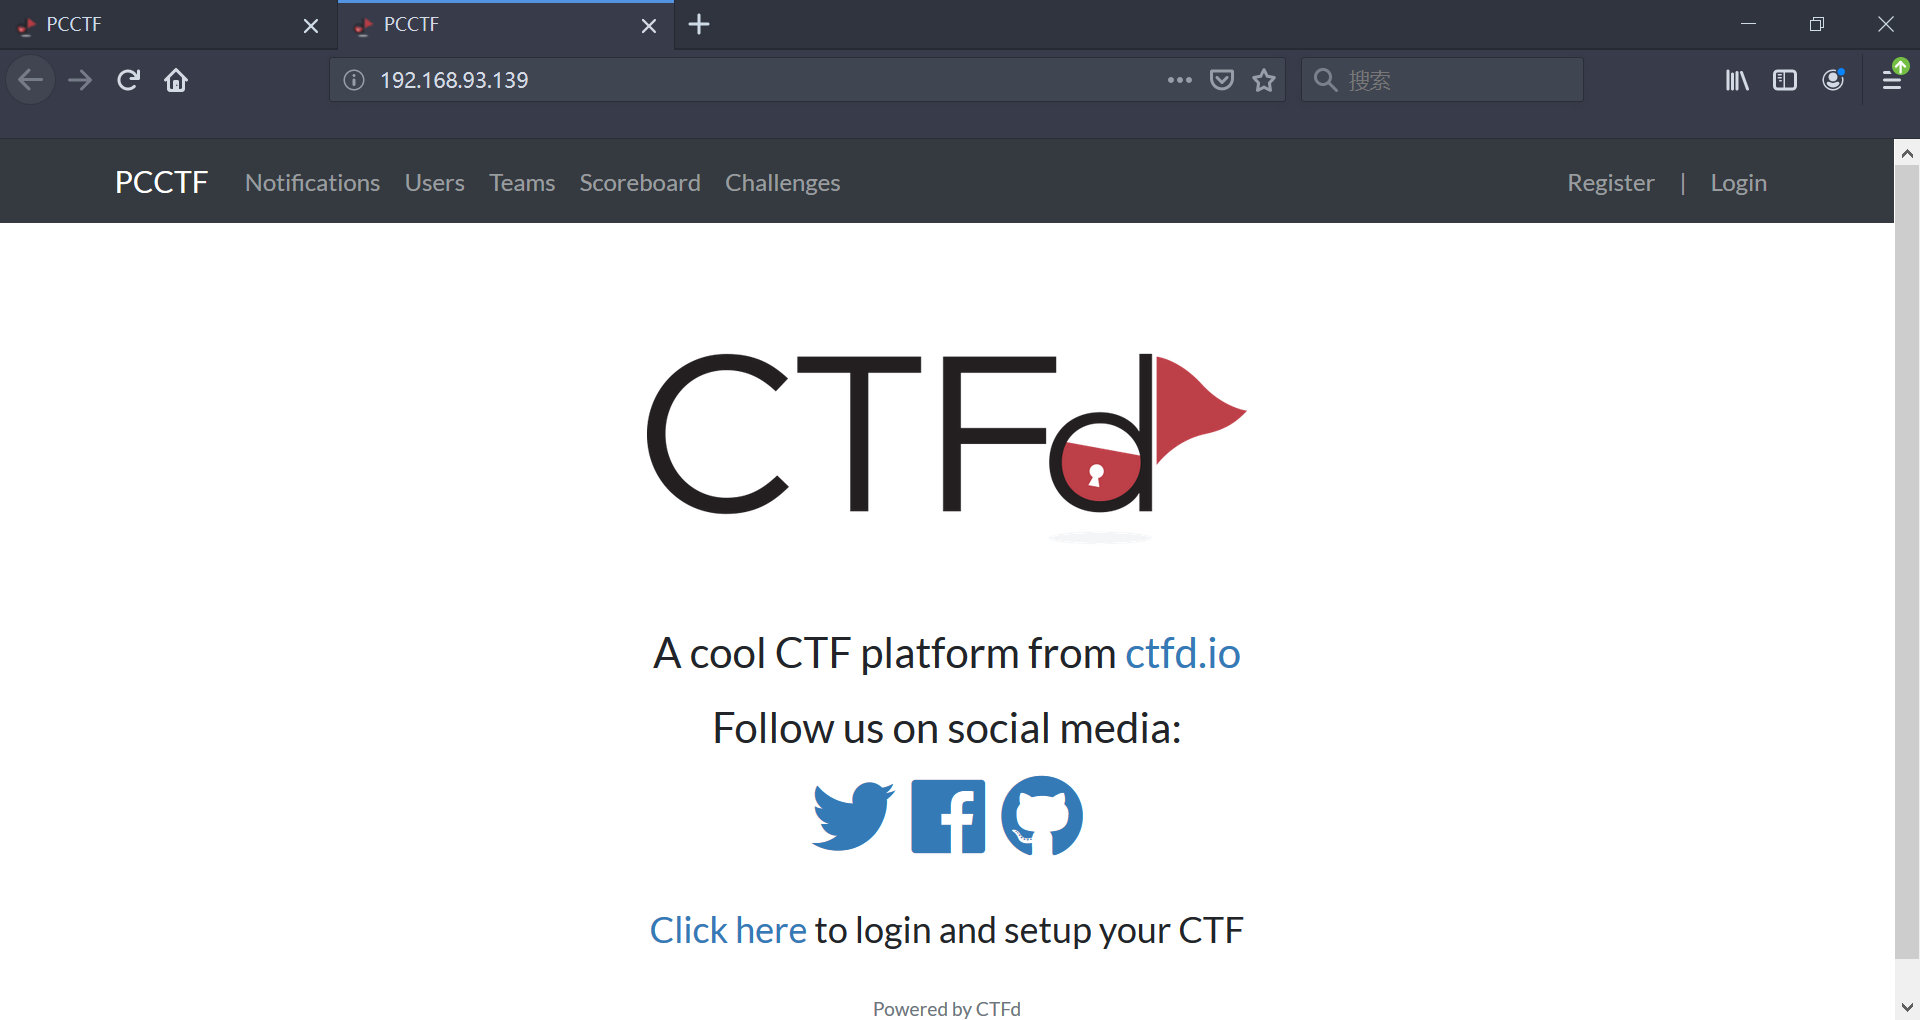 PCCTF
PCCTF
192.168.93.139
搜索
PCCTF Notifications Users Teams Scoreboard Challenges Register | Login
CTFd
A cool CTF platform from ctfd.io
Follow us on social media:
Click here to login and setup your CTF
Powered by CTFd